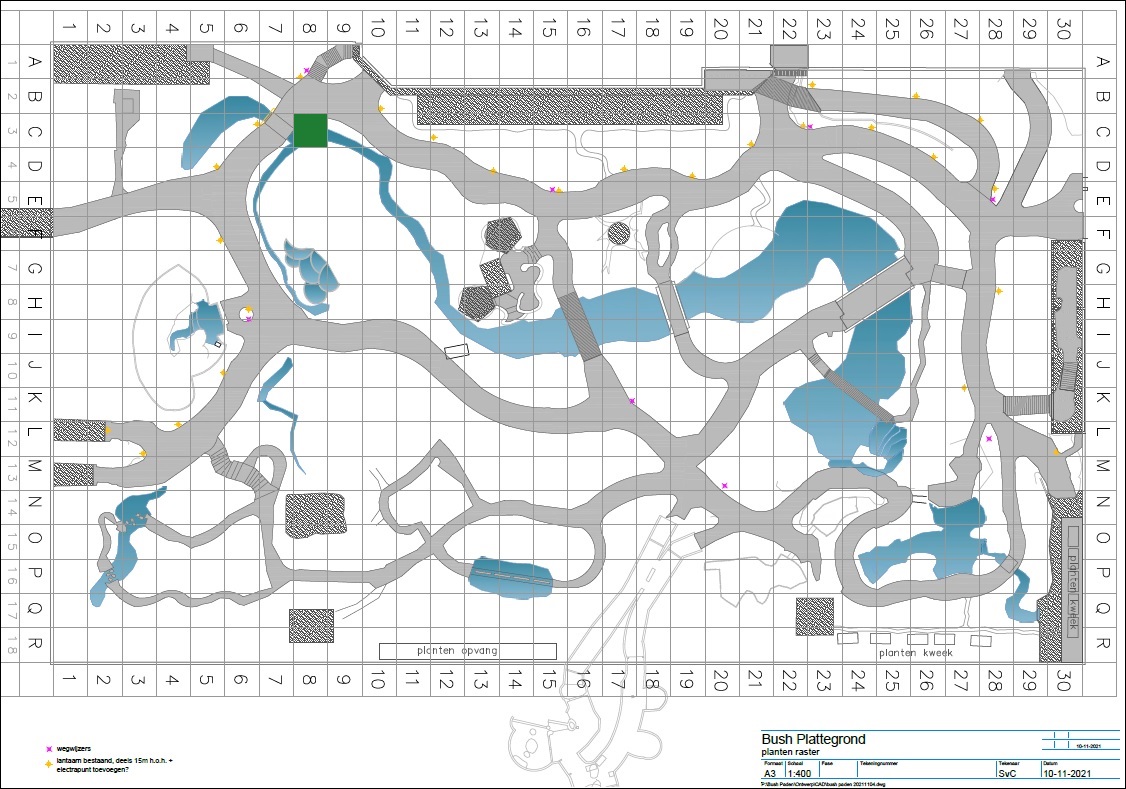 1 2 3 4 5 6 7 8 9 10 11 12 13 14 15 16 17 18 19 20 21 22 23 24 25 26 27 28 29 30
1 A A
2 B B
3 C C
4 D D
5 E E
F F
7 G G
8 H H
9 I I
10 J J
11 K K
12 L L
13 M M
14 N N
15 O O
16 P P
17 Q Q
18 R R
planten kweek
planten opvang
planten kweek
1 2 3 4 5 6 7 8 9 10 11 12 13 14 15 16 17 18 19 20 21 22 23 24 25 26 27 28 29 30
wegwijzers
lantaarn bestaand, deels 15m h.o.h. +
electrapunt toevoegen?
Bush Plattegrond
planten raster
10-11-2021
Formaat School Fase Tekeningnummer Tekenaar Datum
A3 1:400 SvC 10-11-2021
P:\Bush Paden\Ontwerp\CAD\bush paden 20211104.dwg